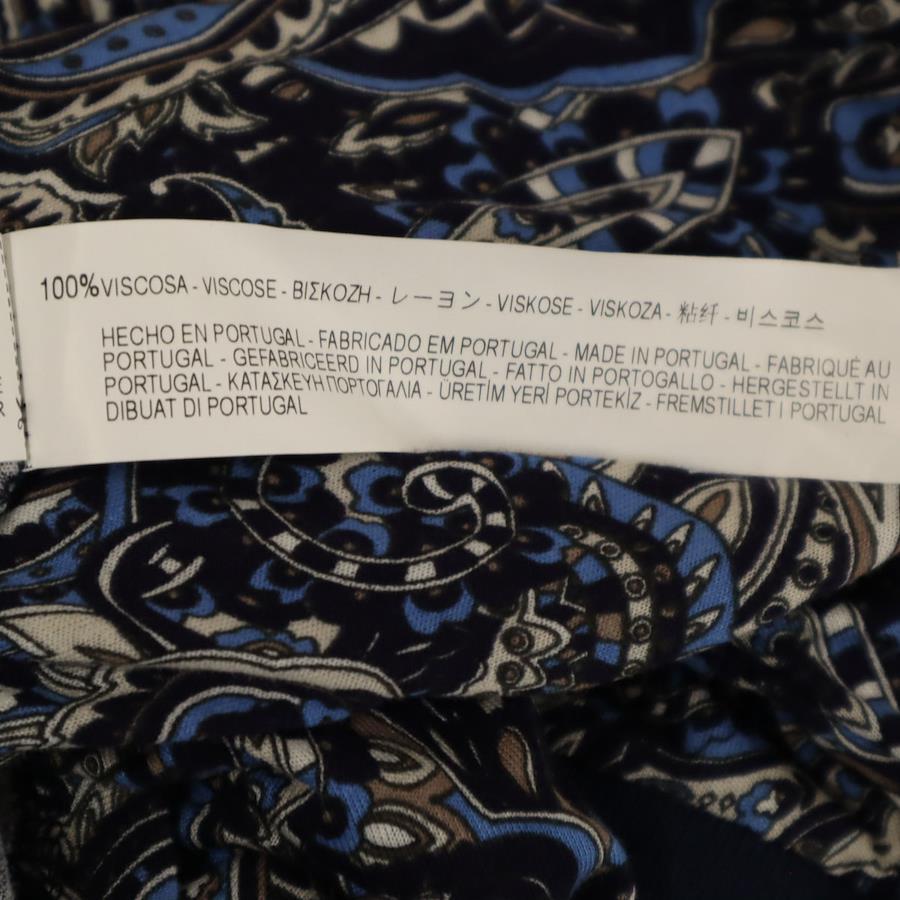 100% VISCOSA - VISCOSE - ΒΙΣΚΟΖΗ - レーヨン - VISKOSE - VISKOZA - 粘纤 - 비스코스
HECHO EN PORTUGAL - FABRICADO EM PORTUGAL - MADE IN PORTUGAL - FABRIQUÉ AU
PORTUGAL - GEFABRICEERD IN PORTUGAL - FATTO IN PORTOGALLO - HERGESTELLT IN
PORTUGAL - ΚΑΤΑΣΚΕΥΗ ΠΟΡΤΟΓΑΛΙΑ - ÜRETİM YERİ PORTEKİZ - FREMSTILLET I PORTUGAL
DIBUAT DI PORTUGAL